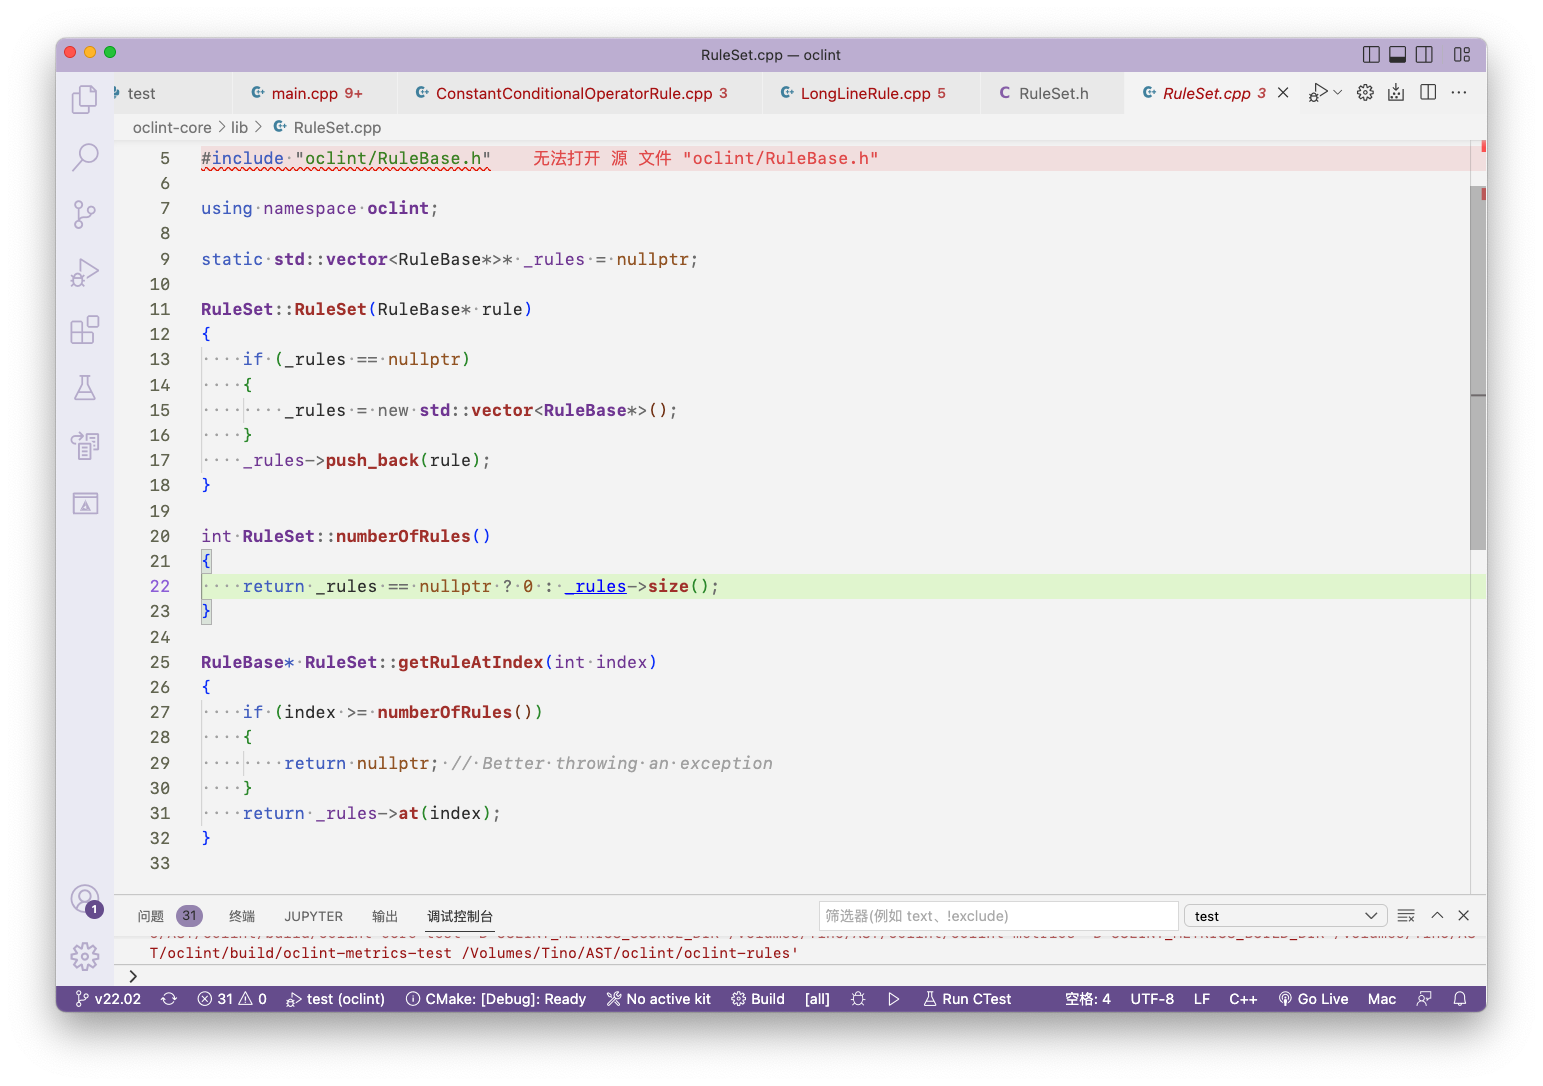 RuleSet.cpp — oclint
test main.cpp 9+ ConstantConditionalOperatorRule.cpp 3 LongLineRule.cpp 5 C RuleSet.h RuleSet.cpp 3
oclint-core > lib > RuleSet.cpp
5 #include "oclint/RuleBase.h" 无法打开 源 文件 "oclint/RuleBase.h"
6
7 using namespace oclint;
8
9 static std::vector<RuleBase*>* _rules = nullptr;
10
11 RuleSet::RuleSet(RuleBase* rule)
12 {
13 if (_rules == nullptr)
14 {
15 _rules = new std::vector<RuleBase*>();
16 }
17 _rules->push_back(rule);
18 }
19
20 int RuleSet::numberOfRules()
21 {
22 return _rules == nullptr ? 0 : _rules->size();
23 }
24
25 RuleBase* RuleSet::getRuleAtIndex(int index)
26 {
27 if (index >= numberOfRules())
28 {
29 return nullptr; // Better throwing an exception
30 }
31 return _rules->at(index);
32 }
33
问题 31 终端 JUPYTER 输出 调试控制台 筛选器(例如 text、!exclude) test
T/oclint/build/oclint-metrics-test /Volumes/Tino/AST/oclint/oclint-rules'
1
v22.02 31 0 test (oclint) CMake: [Debug]: Ready No active kit Build [all] Run CTest 空格: 4 UTF-8 LF C++ Go Live Mac